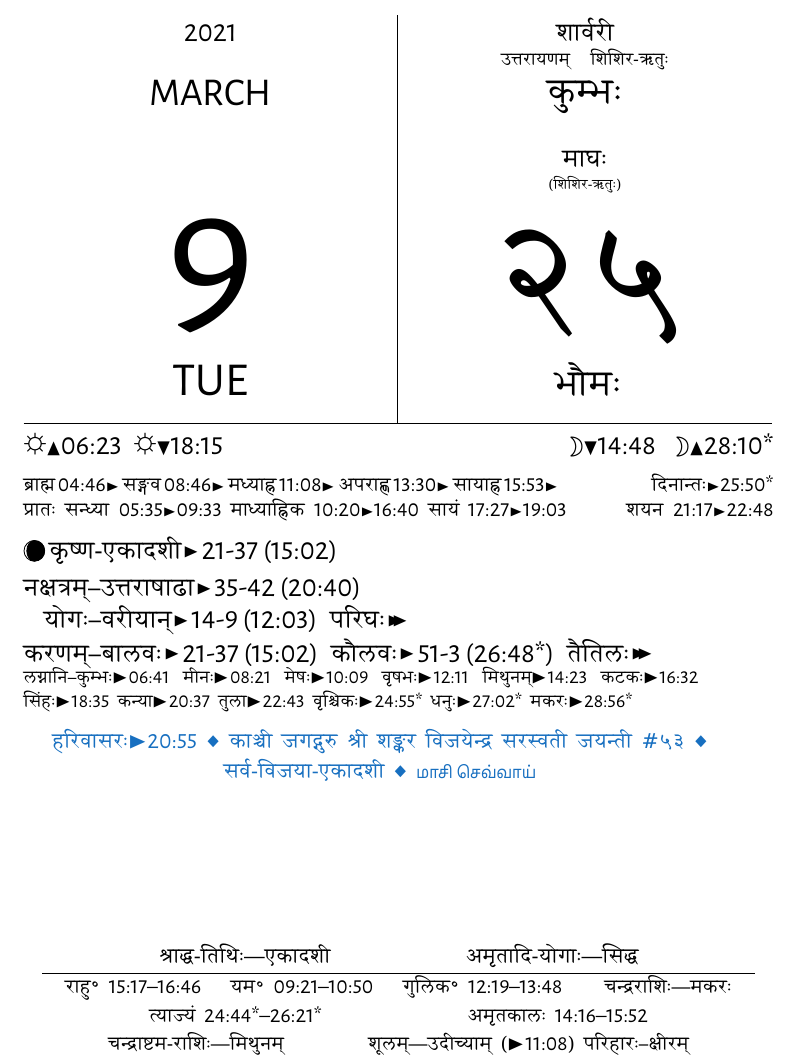 2021
MARCH
9
TUE
शार्वरी
उत्तरायणम् शिशिर-ऋतुः
कुम्भः
माघः
(शिशिर-ऋतुः)
२५
भौमः
☼▲06:23 ☼▼18:15 ☽▼14:48 ☽▲28:10*
ब्राह्म 04:46► सङ्गव 08:46► मध्याह्न 11:08► अपराह्ण 13:30► सायाह्न 15:53► दिनान्तः►25:50*
प्रातः सन्ध्या 05:35►09:33 माध्याह्निक 10:20►16:40 सायं 17:27►19:03 शयन 21:17►22:48
कृष्ण-एकादशी►21-37 (15:02)
नक्षत्रम्–उत्तराषाढा►35-42 (20:40)
योगः–वरीयान्►14-9 (12:03) परिघः►►
करणम्–बालवः►21-37 (15:02) कौलवः►51-3 (26:48*) तैतिलः►►
लग्नानि–कुम्भः►06:41 मीनः►08:21 मेषः►10:09 वृषभः►12:11 मिथुनम्►14:23 कटकः►16:32
सिंहः►18:35 कन्या►20:37 तुला►22:43 वृश्चिकः►24:55* धनुः►27:02* मकरः►28:56*
हरिवासरः►20:55 ◆ काञ्ची जगद्गुरु श्री शङ्कर विजयेन्द्र सरस्वती जयन्ती #५३ ◆
सर्व-विजया-एकादशी ◆ மாசி செவ்வாய்
श्राद्ध-तिथिः—एकादशी अमृतादि-योगाः—सिद्ध
राहु° 15:17–16:46 यम° 09:21–10:50 गुलिक° 12:19–13:48 चन्द्रराशिः—मकरः
त्याज्यं 24:44*–26:21* अमृतकालः 14:16–15:52
चन्द्राष्टम-राशिः—मिथुनम् शूलम्—उदीच्याम् (►11:08) परिहारः–क्षीरम्